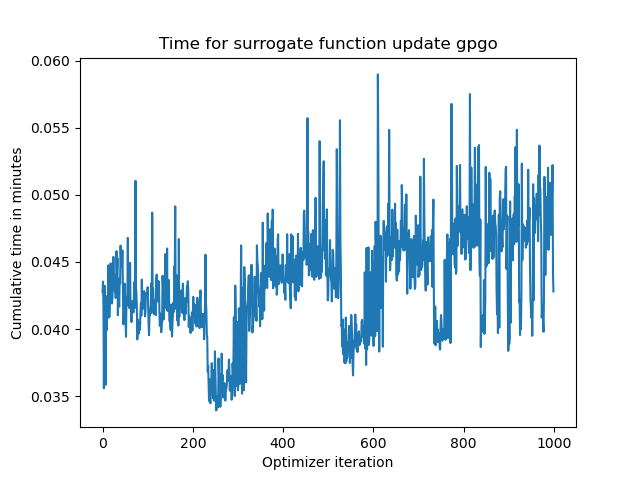 Time for surrogate function update gpgo
Cumulative time in minutes
0.060
0.055
0.050
0.045
0.040
0.035
0 200 400 600 800 1000
Optimizer iteration